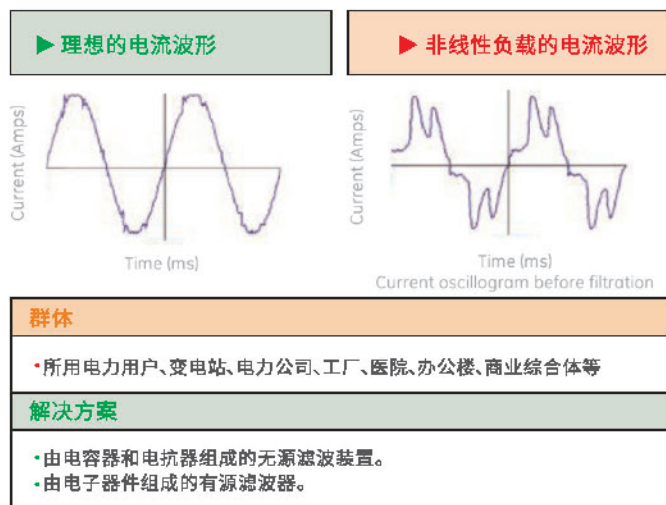 ▶ 理想的电流波形
▶ 非线性负载的电流波形
Current (Amps)
Time (ms)
Current (Amps)
Time (ms)
Current oscillogram before filtration
群体
•所用电力用户、变电站、电力公司、工厂、医院、办公楼、商业综合体等
解决方案
•由电容器和电抗器组成的无源滤波装置。
•由电子器件组成的有源滤波器。